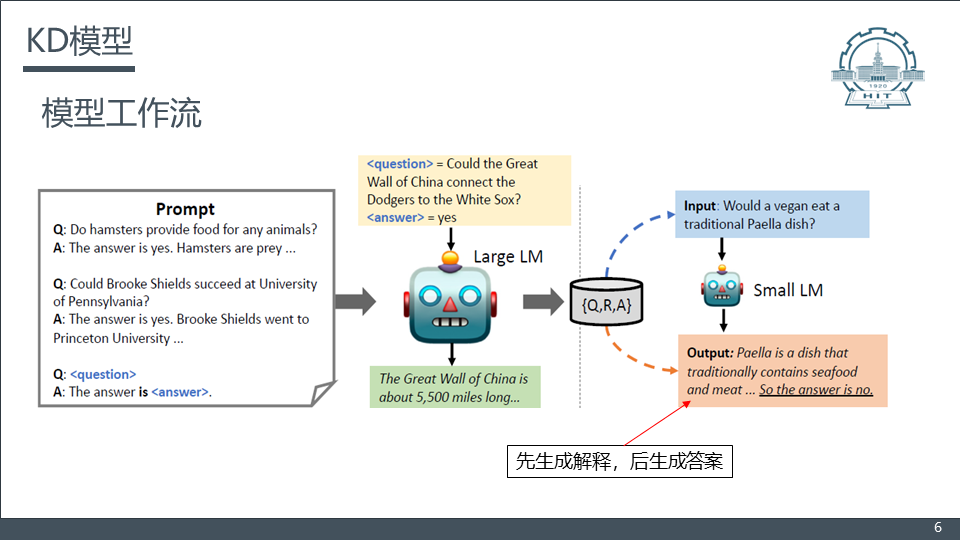 KD模型
模型工作流
1920
HIT
Prompt
Q: Do hamsters provide food for any animals?
A: The answer is yes. Hamsters are prey ...
Q: Could Brooke Shields succeed at University
of Pennsylvania?
A: The answer is yes. Brooke Shields went to
Princeton University ...
Q: <question>
A: The answer is <answer>.
<question> = Could the Great
Wall of China connect the
Dodgers to the White Sox?
<answer> = yes
Large LM
The Great Wall of China is
about 5,500 miles long...
{Q,R,A}
Input: Would a vegan eat a
traditional Paella dish?
Small LM
Output: Paella is a dish that
traditionally contains seafood
and meat ... So the answer is no.
先生成解释，后生成答案
6